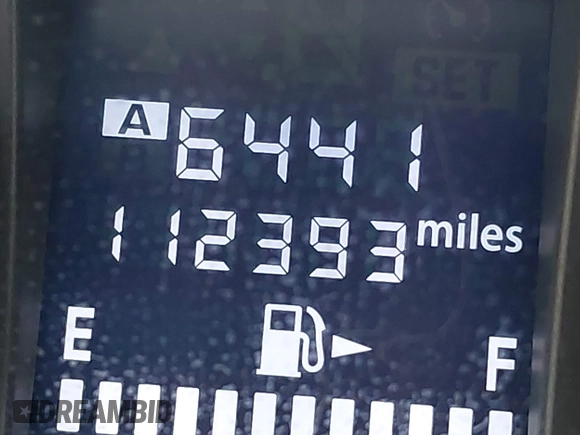 SET
A 6441
112393 miles
E F
DREAMBID